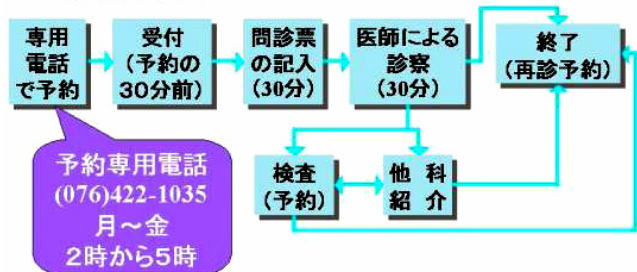 専用
電話
で予約
受付
(予約の
30分前)
問診票
の記入
(30分)
医師による
診察
(30分)
終了
(再診予約)
検査
(予約)
他 科
紹 介
予約専用電話
(076)422-1035
月～金
2時から5時